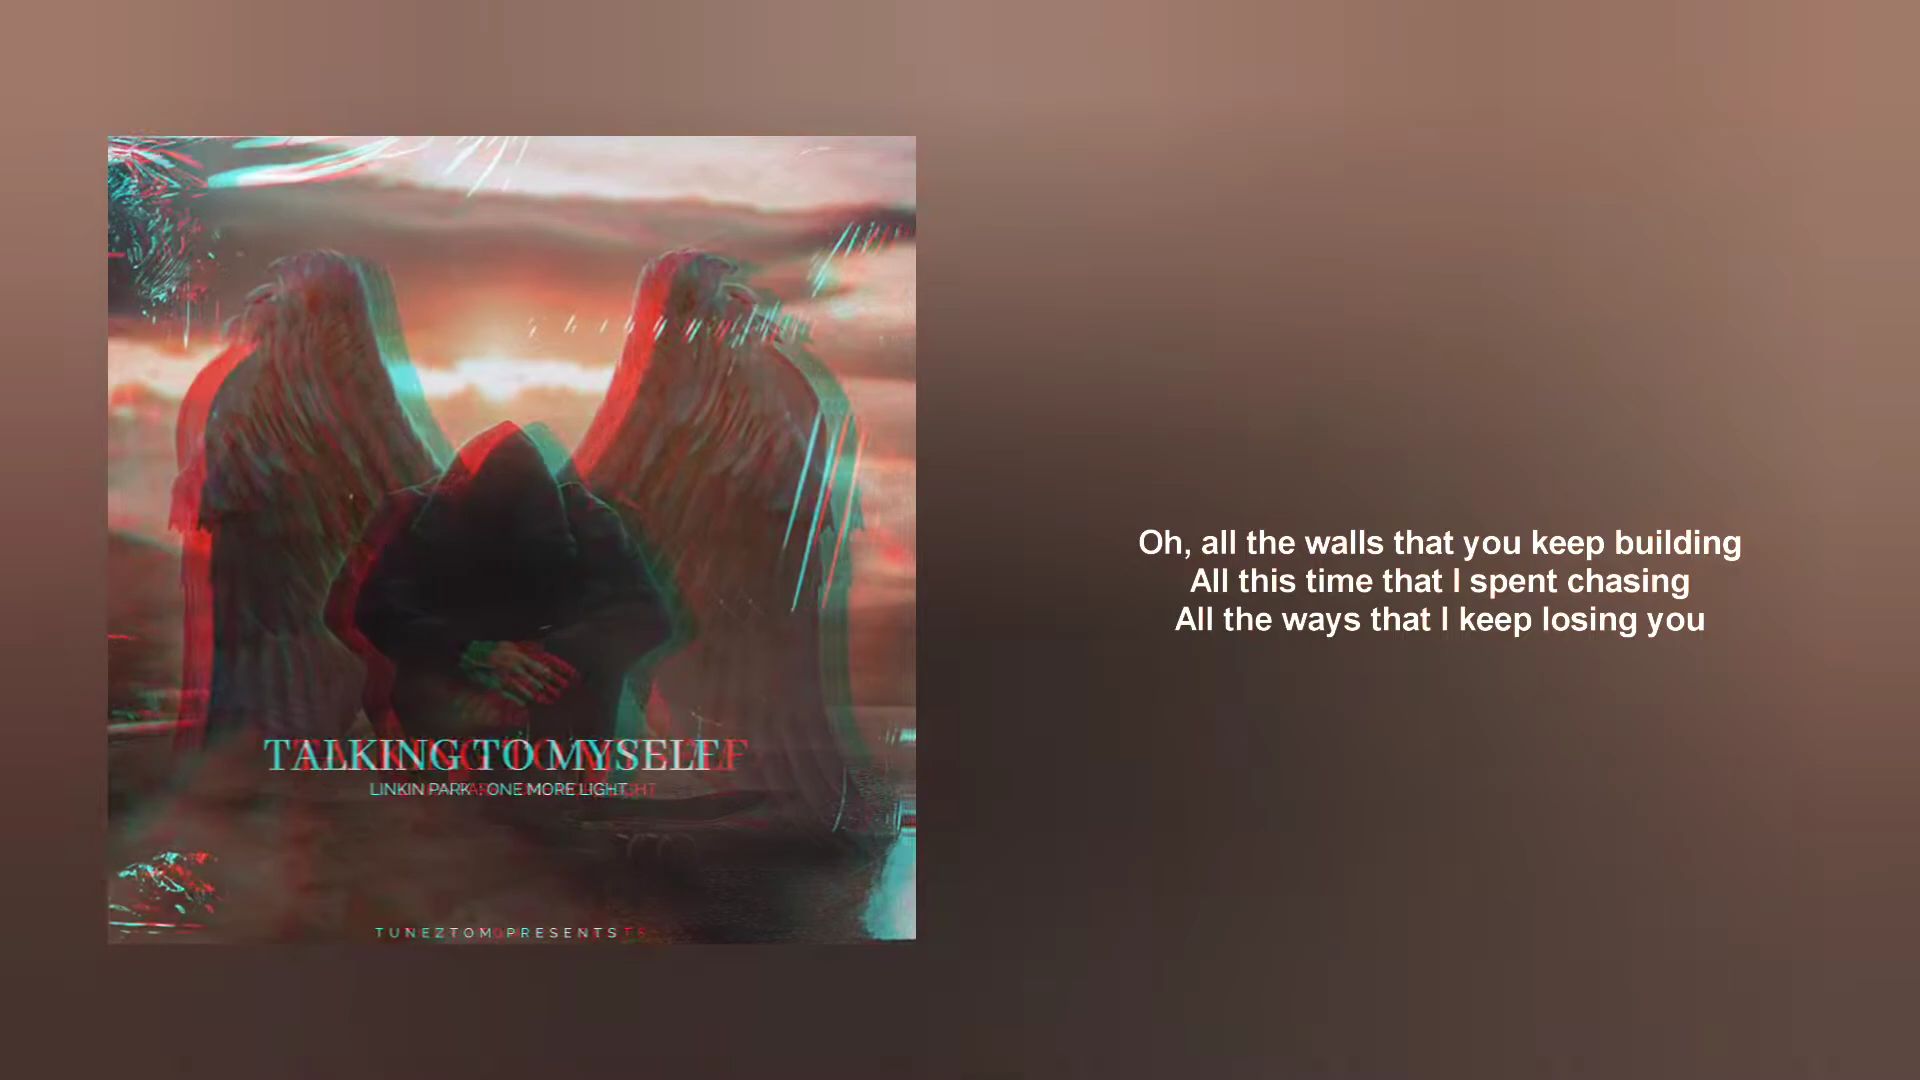 TALKING TO MYSELF
LINKIN PARK : ONE MORE LIGHT
TUNEZTOM PRESENTS
Oh, all the walls that you keep building
All this time that I spent chasing
All the ways that I keep losing you